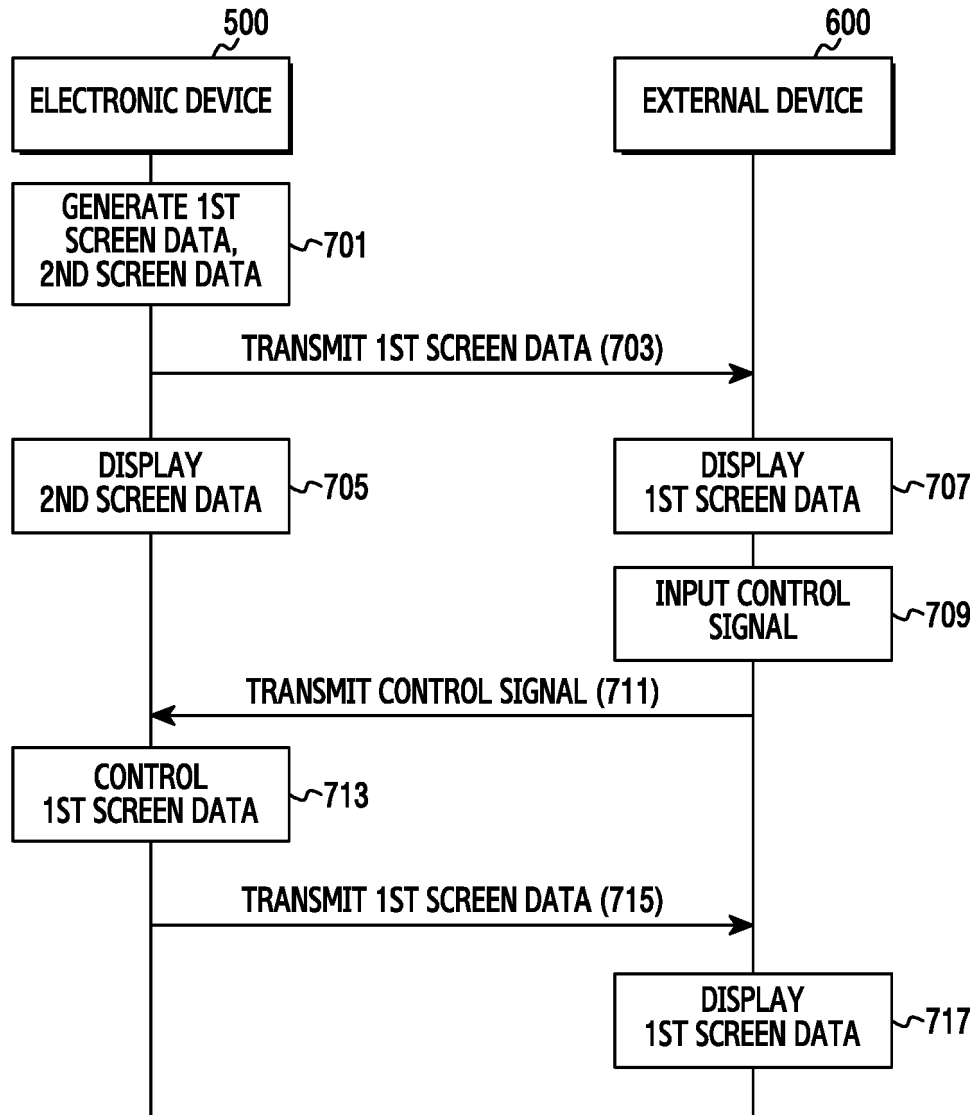 500
600
ELECTRONIC DEVICE
EXTERNAL DEVICE
GENERATE 1ST
SCREEN DATA,
2ND SCREEN DATA
701
TRANSMIT 1ST SCREEN DATA (703)
DISPLAY
2ND SCREEN DATA
705
DISPLAY
1ST SCREEN DATA
707
INPUT CONTROL
SIGNAL
709
TRANSMIT CONTROL SIGNAL (711)
CONTROL
1ST SCREEN DATA
713
TRANSMIT 1ST SCREEN DATA (715)
DISPLAY
1ST SCREEN DATA
717